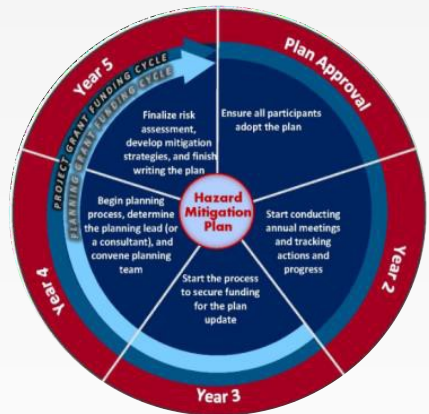 Plan Approval
Ensure all participants
adopt the plan
Year 2
Start conducting
annual meetings
and tracking
actions and
progress
Year 3
Start the process
to secure funding
for the plan
update
Year 4
Begin planning
process, determine
the planning lead (or
a consultant), and
convene planning
team
Year 5
Finalize risk
assessment,
develop mitigation
strategies, and finish
writing the plan
PROJECT GRANT FUNDING CYCLE
PLANNING GRANT FUNDING CYCLE
Hazard
Mitigation
Plan